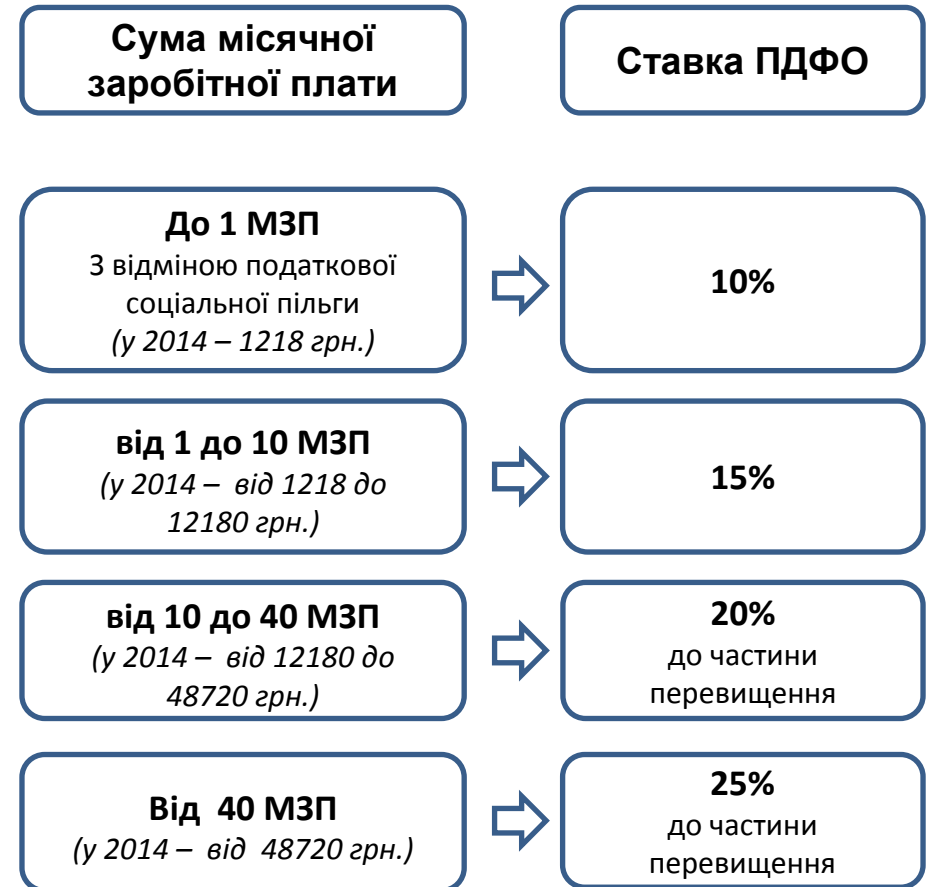 Сума місячної
заробітної плати
Ставка ПДФО
До 1 МЗП
З відміною податкової
соціальної пільги
(у 2014 – 1218 грн.)
10%
від 1 до 10 МЗП
(у 2014 – від 1218 до
12180 грн.)
15%
від 10 до 40 МЗП
(у 2014 – від 12180 до
48720 грн.)
20%
до частини
перевищення
Від 40 МЗП
(у 2014 – від 48720 грн.)
25%
до частини
перевищення